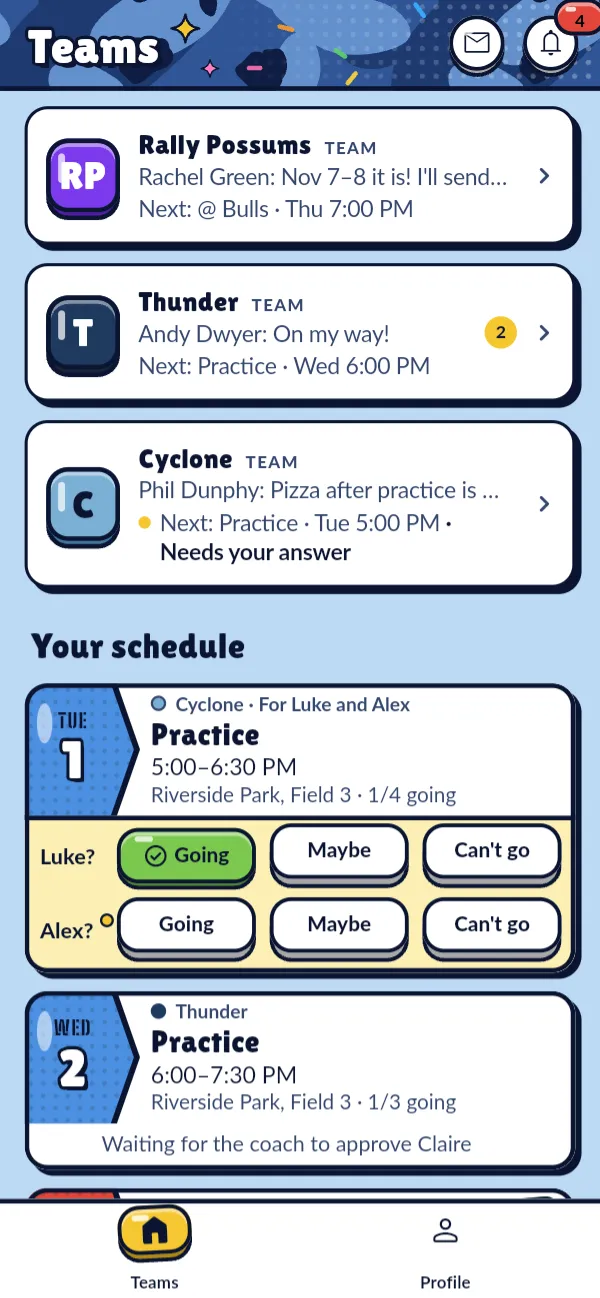 Teams
4
Rally Possums TEAM
RP
Rachel Green: Nov 7–8 it is! I'll send...
Next: @ Bulls · Thu 7:00 PM
Thunder TEAM
T
Andy Dwyer: On my way!
2
Next: Practice · Wed 6:00 PM
Cyclone TEAM
C
Phil Dunphy: Pizza after practice is ...
Next: Practice · Tue 5:00 PM ·
Needs your answer
Your schedule
TUE
1
Cyclone · For Luke and Alex
Practice
5:00–6:30 PM
Riverside Park, Field 3 · 1/4 going
Luke? Going Maybe Can't go
Alex? Going Maybe Can't go
WED
2
Thunder
Practice
6:00–7:30 PM
Riverside Park, Field 3 · 1/3 going
Waiting for the coach to approve Claire
Teams Profile